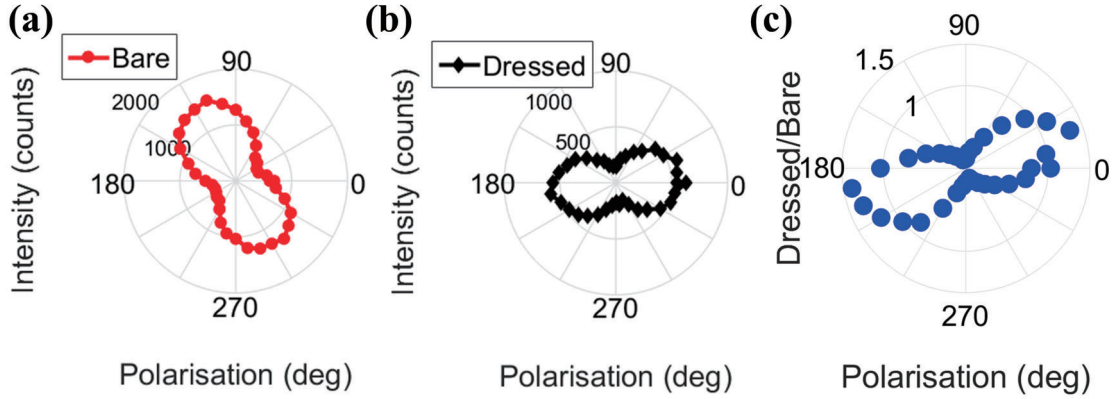 (a)
Bare
90
2000
1000
180
0
270
Intensity (counts)
Polarisation (deg)
(b)
Dressed
90
1000
500
180
0
270
Intensity (counts)
Polarisation (deg)
(c)
90
1.5
1
180
0
270
Dressed/Bare
Polarisation (deg)